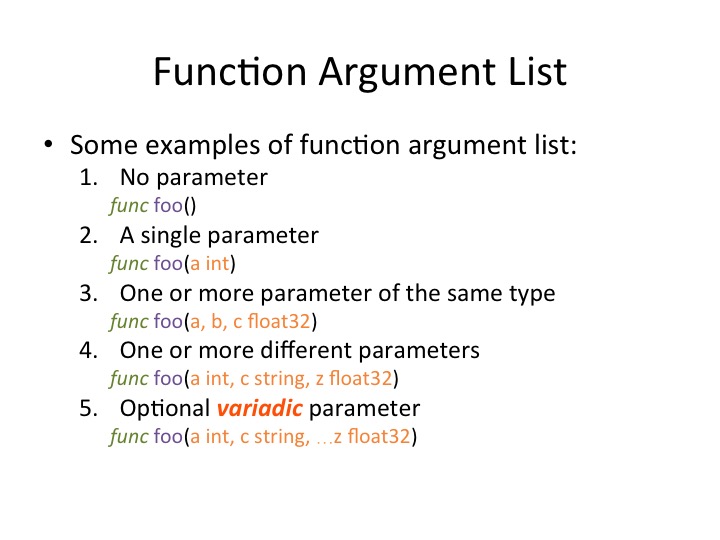 Function Argument List
• Some examples of function argument list:
1. No parameter
func foo()
2. A single parameter
func foo(a int)
3. One or more parameter of the same type
func foo(a, b, c float32)
4. One or more different parameters
func foo(a int, c string, z float32)
5. Optional variadic parameter
func foo(a int, c string, …z float32)